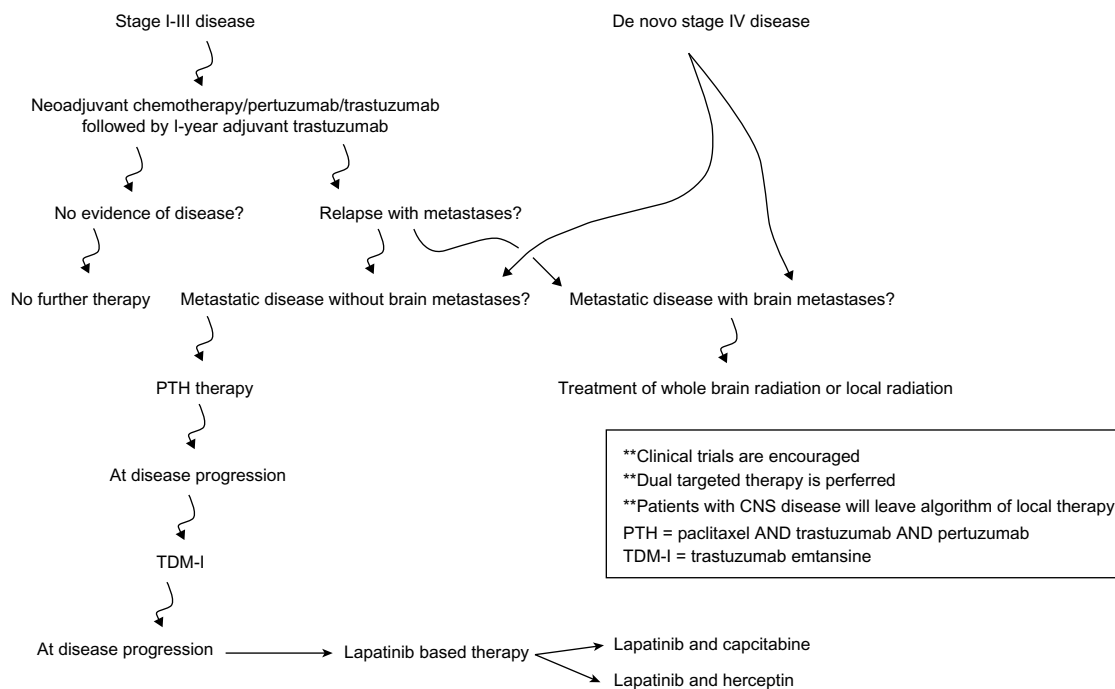 Stage I-III disease
De novo stage IV disease
Neoadjuvant chemotherapy/pertuzumab/trastuzumab
followed by I-year adjuvant trastuzumab
No evidence of disease?
Relapse with metastases?
No further therapy
Metastatic disease without brain metastases?
Metastatic disease with brain metastases?
PTH therapy
Treatment of whole brain radiation or local radiation
At disease progression
**Clinical trials are encouraged
**Dual targeted therapy is perferred
**Patients with CNS disease will leave algorithm of local therapy
PTH = paclitaxel AND trastuzumab AND pertuzumab
TDM-I = trastuzumab emtansine
TDM-I
At disease progression
Lapatinib based therapy
Lapatinib and capcitabine
Lapatinib and herceptin